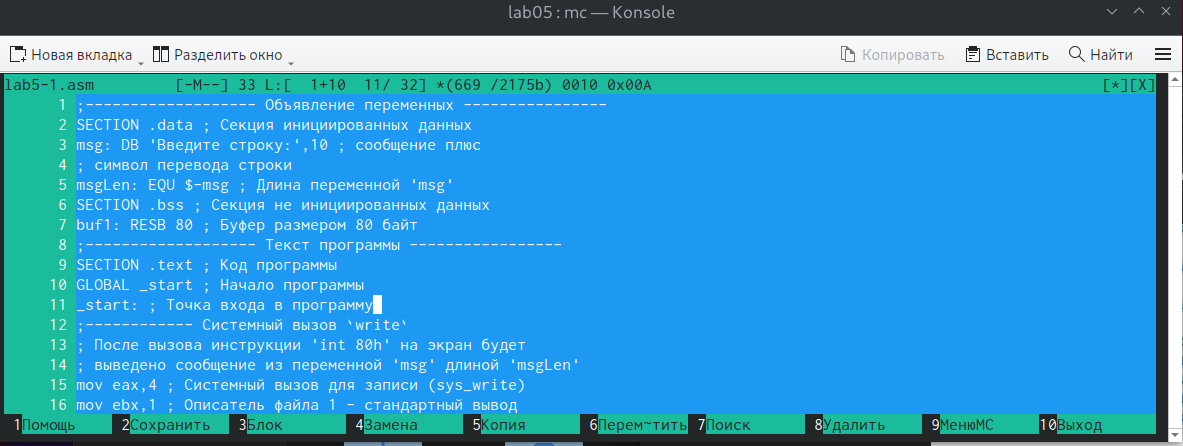 lab05 : mc — Konsole
Новая вкладка Разделить окно Копировать Вставить Найти
lab5-1.asm [-M--] 33 L:[ 1+10 11/ 32] *(669 /2175b) 0010 0x00A [*][X]
1 ;------------------- Объявление переменных ----------------
2 SECTION .data ; Секция инициированных данных
3 msg: DB 'Введите строку:',10 ; сообщение плюс
4 ; символ перевода строки
5 msgLen: EQU $-msg ; Длина переменной 'msg'
6 SECTION .bss ; Секция не инициированных данных
7 buf1: RESB 80 ; Буфер размером 80 байт
8 ;------------------- Текст программы -----------------
9 SECTION .text ; Код программы
10 GLOBAL _start ; Начало программы
11 _start: ; Точка входа в программу
12 ;------------ Системный вызов `write`
13 ; После вызова инструкции 'int 80h' на экран будет
14 ; выведено сообщение из переменной 'msg' длиной 'msgLen'
15 mov eax,4 ; Системный вызов для записи (sys_write)
16 mov ebx,1 ; Описатель файла 1 - стандартный вывод
1Помощь 2Сохранить 3Блок 4Замена 5Копия 6Перем~тить 7Поиск 8Удалить 9МенюMC 10Выход